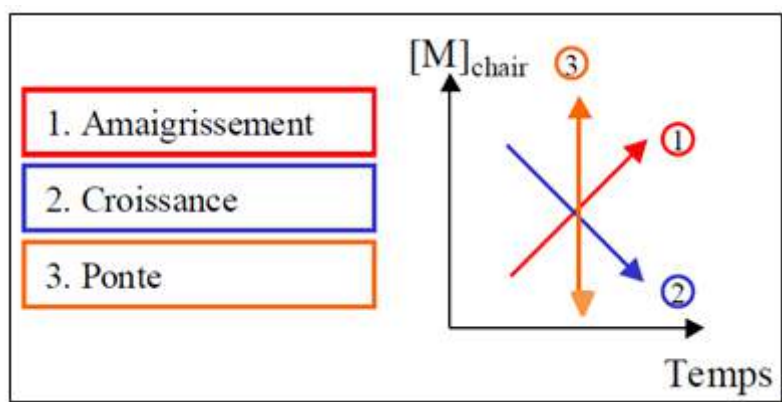 1. Amaigrissement
2. Croissance
3. Ponte
[M]chair
3
1
2
Temps